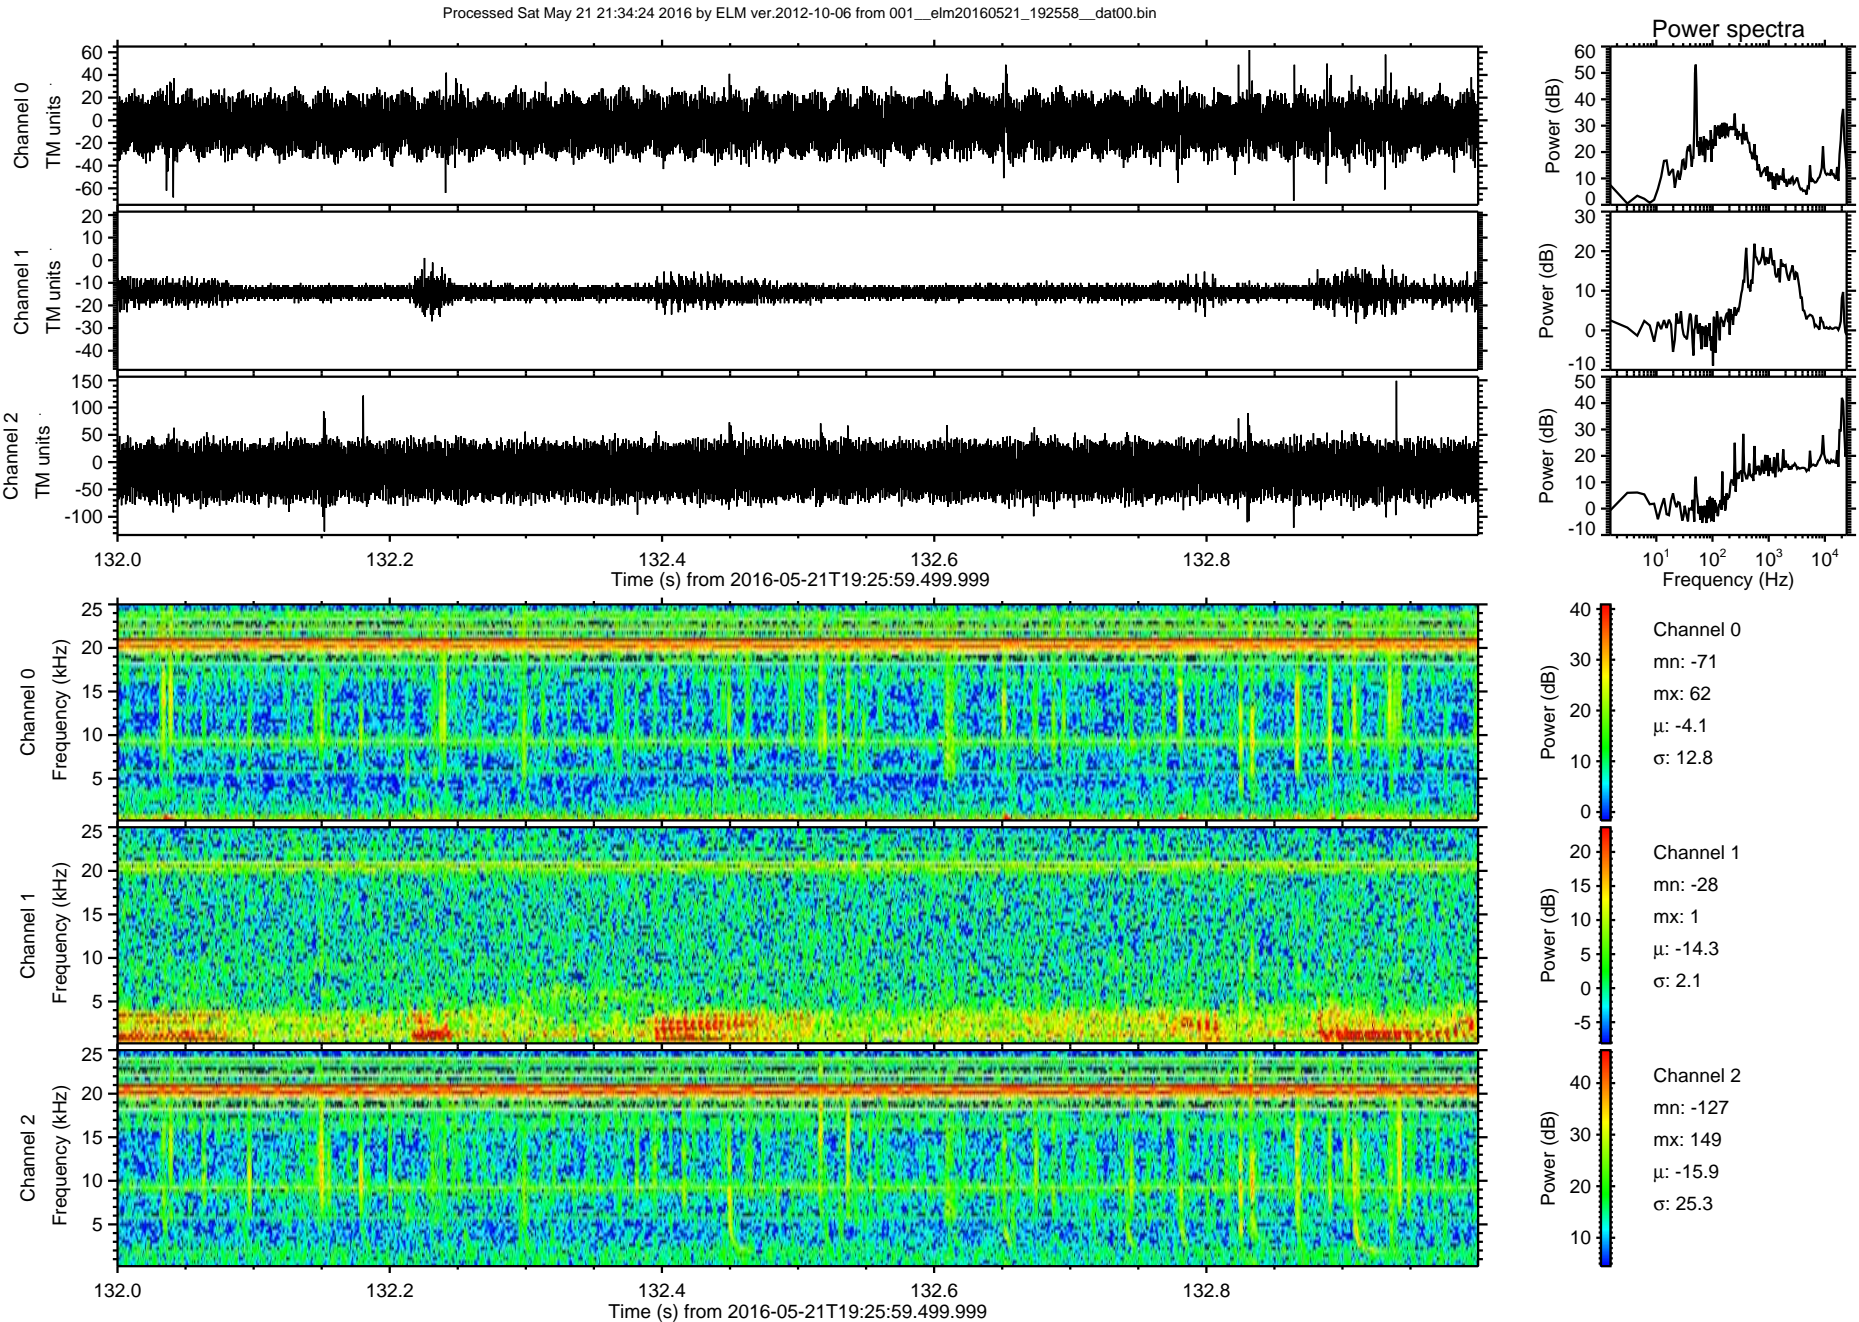 Processed Sat May 21 21:34:24 2016 by ELM ver.2012-10-06 from 001__elm20160521_192558__dat00.bin
Power spectra
Channel 0
TM units
60
40
20
0
-20
-40
-60
Power (dB)
60
50
40
30
20
10
0
Channel 1
TM units
20
10
0
-10
-20
-30
-40
Power (dB)
30
20
10
0
-10
Channel 2
TM units
150
100
50
0
-50
-100
Power (dB)
50
40
30
20
10
0
-10
132.0 132.2 132.4 132.6 132.8
Time (s) from 2016-05-21T19:25:59.499.999
10¹ 10² 10³ 10⁴
Frequency (Hz)
Channel 0
Frequency (kHz)
25
20
15
10
5
Power (dB)
40
30
20
10
0
Channel 0
mn: -71
mx: 62
μ: -4.1
σ: 12.8
Channel 1
Frequency (kHz)
25
20
15
10
5
Power (dB)
20
15
10
5
0
-5
Channel 1
mn: -28
mx: 1
μ: -14.3
σ: 2.1
Channel 2
Frequency (kHz)
25
20
15
10
5
Power (dB)
40
30
20
10
Channel 2
mn: -127
mx: 149
μ: -15.9
σ: 25.3
132.0 132.2 132.4 132.6 132.8
Time (s) from 2016-05-21T19:25:59.499.999